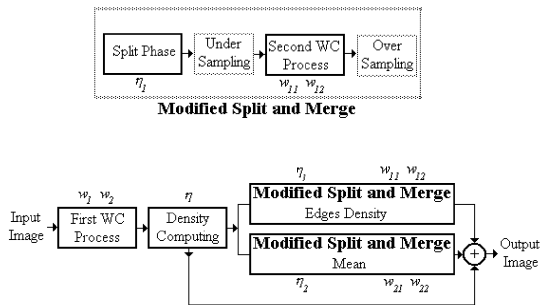 Split Phase
Under
Sampling
Second WC
Process
Over
Sampling
η1
w11 w12
Modified Split and Merge
η1
w11 w12
w1 w2
η
Modified Split and Merge
Edges Density
Input
Image
First WC
Process
Density
Computing
Modified Split and Merge
Mean
+
Output
Image
η2
w21 w22